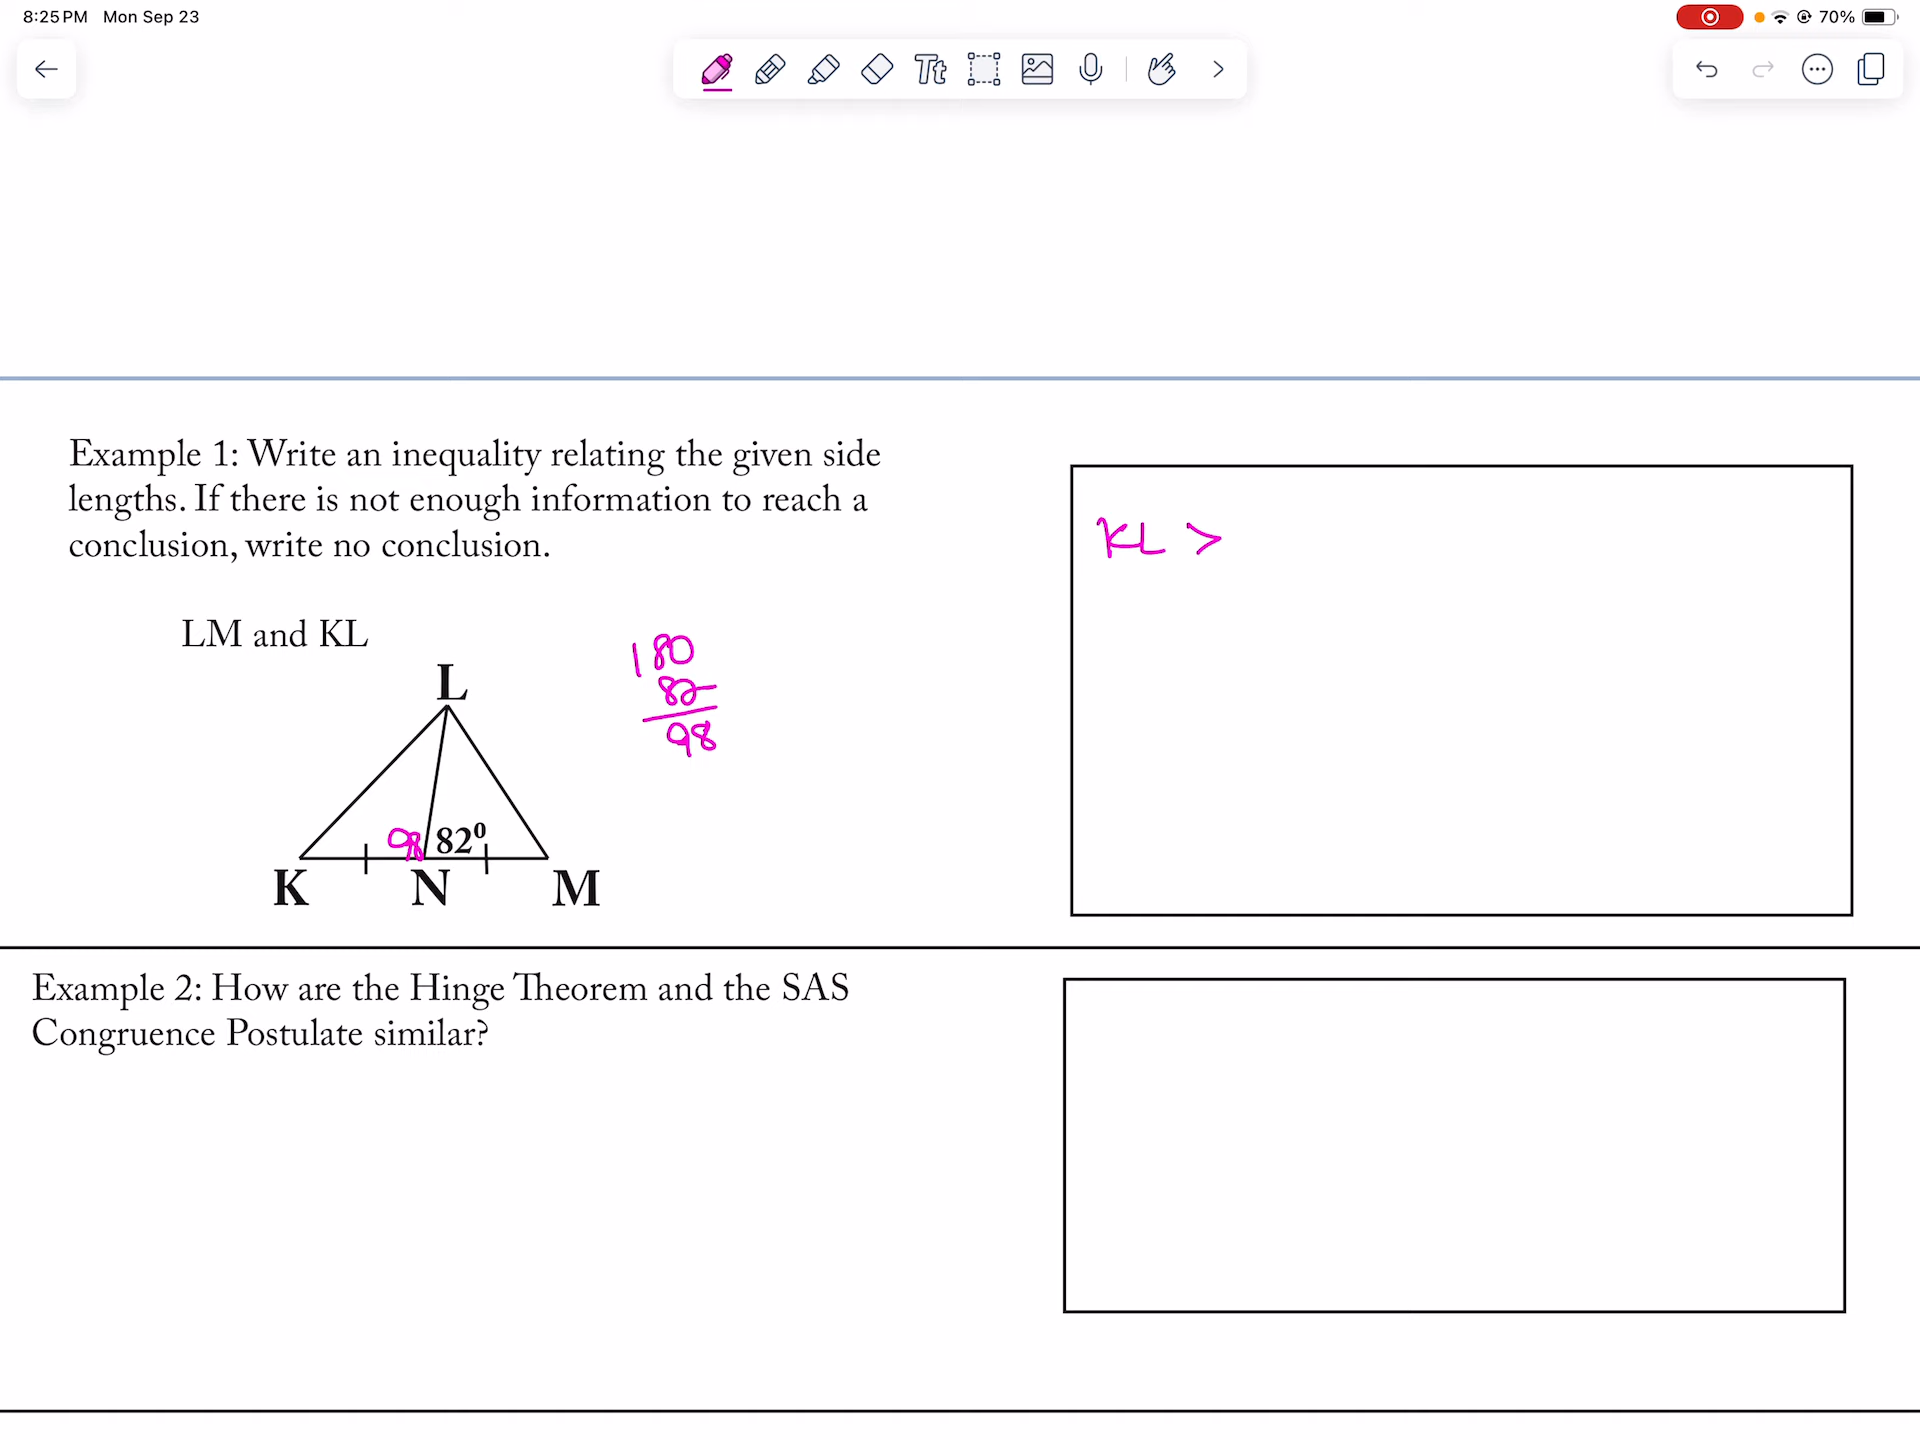 8:25 PM Mon Sep 23
70%
Tt
Example 1: Write an inequality relating the given side
lengths. If there is not enough information to reach a
conclusion, write no conclusion.
KL >
LM and KL
180
82
98
L
98
82⁰
K
N
M
Example 2: How are the Hinge Theorem and the SAS
Congruence Postulate similar?